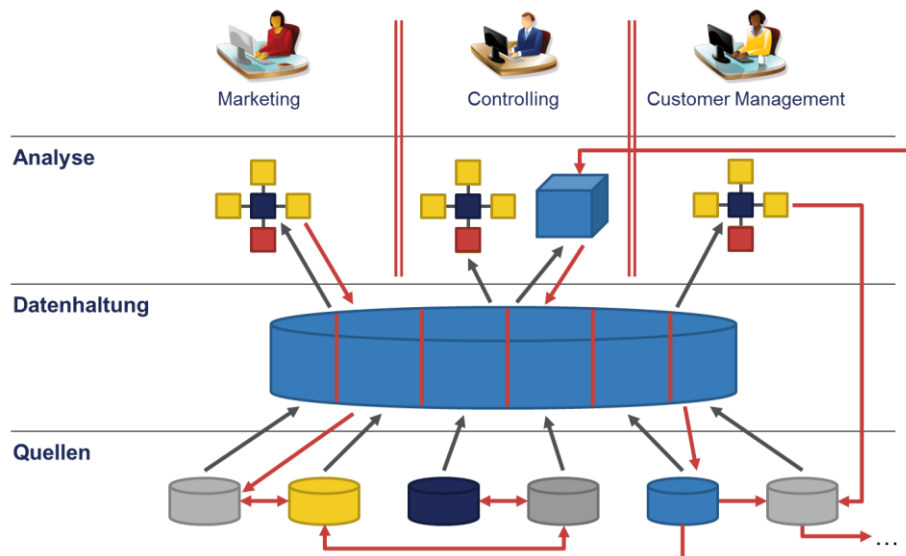 Marketing
Controlling
Customer Management
Analyse
Datenhaltung
Quellen
...